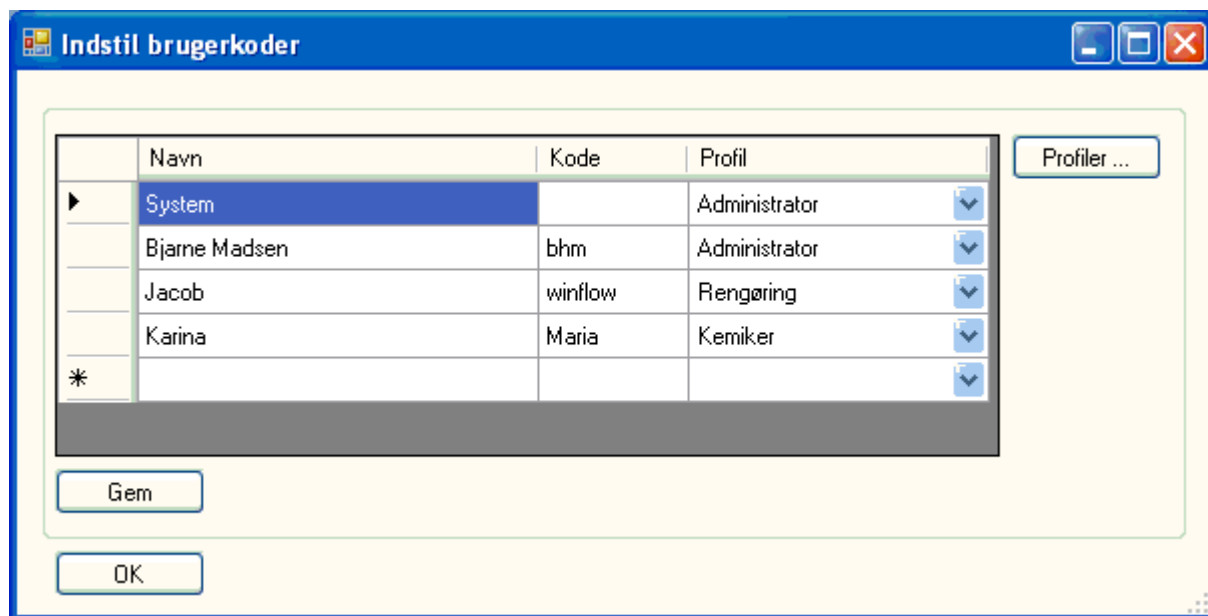 Indstil brugerkoder
Navn Kode Profil Profiler ...
System Administrator
Bjarne Madsen bhm Administrator
Jacob winflow Rengøring
Karina Maria Kemiker
Gem
OK